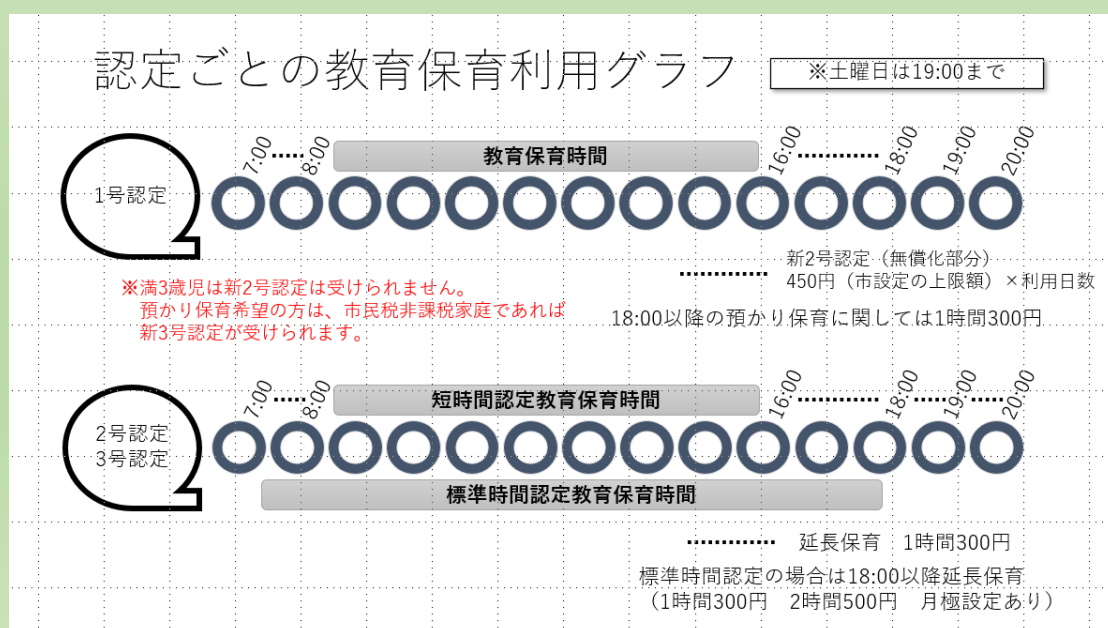 認定ごとの教育保育利用グラフ
※土曜日は19:00まで
1号認定
7:00
8:00
教育保育時間
16:00
18:00
19:00
20:00
新2号認定（無償化部分）
450円（市設定の上限額）×利用日数
※満3歳児は新2号認定は受けられません。
預かり保育希望の方は、市民税非課税家庭であれば
新3号認定が受けられます。
18:00以降の預かり保育に関しては1時間300円
2号認定
3号認定
7:00
8:00
短時間認定教育保育時間
16:00
18:00
19:00
20:00
標準時間認定教育保育時間
延長保育　1時間300円
標準時間認定の場合は18:00以降延長保育
（1時間300円　2時間500円　月極設定あり）